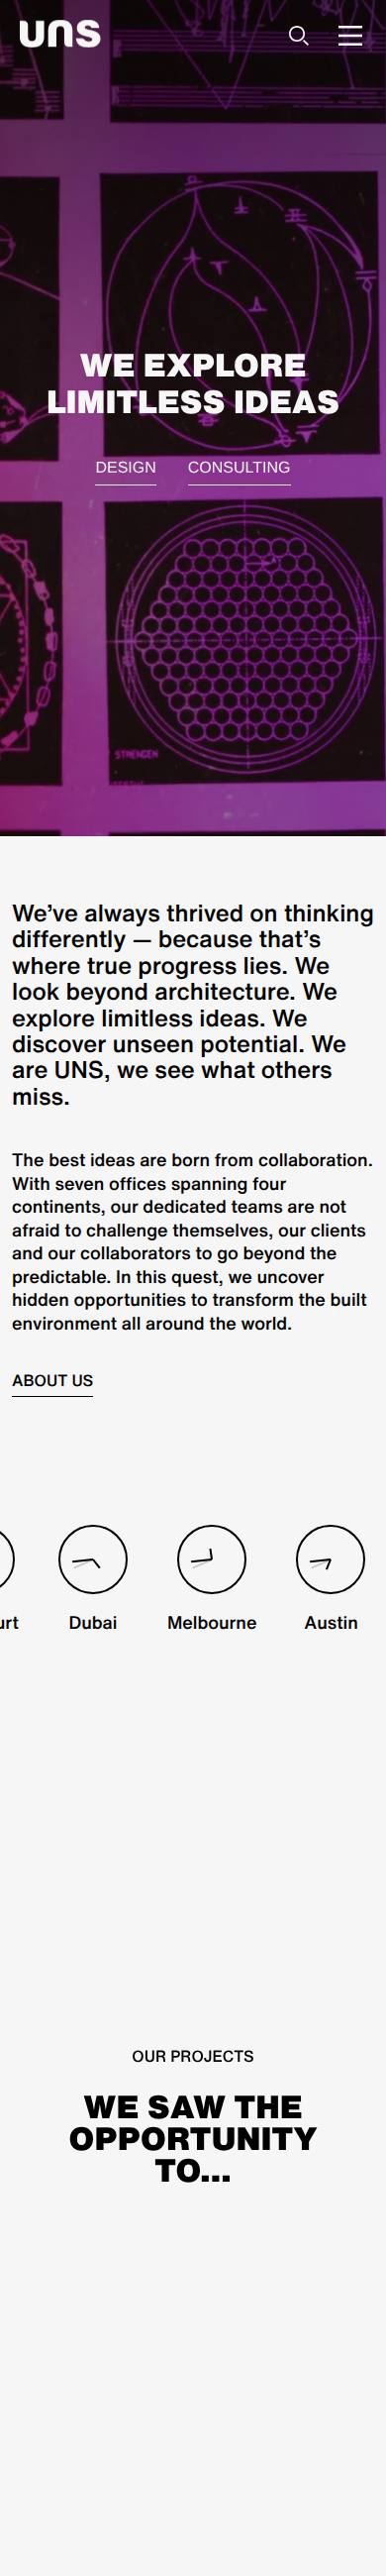 uns
WE EXPLORE
LIMITLESS IDEAS
DESIGN CONSULTING
STRENGEN
We’ve always thrived on thinking
differently — because that’s
where true progress lies. We
look beyond architecture. We
explore limitless ideas. We
discover unseen potential. We
are UNS, we see what others
miss.
The best ideas are born from collaboration.
With seven offices spanning four
continents, our dedicated teams are not
afraid to challenge themselves, our clients
and our collaborators to go beyond the
predictable. In this quest, we uncover
hidden opportunities to transform the built
environment all around the world.
ABOUT US
urt Dubai Melbourne Austin
OUR PROJECTS
WE SAW THE
OPPORTUNITY
TO...